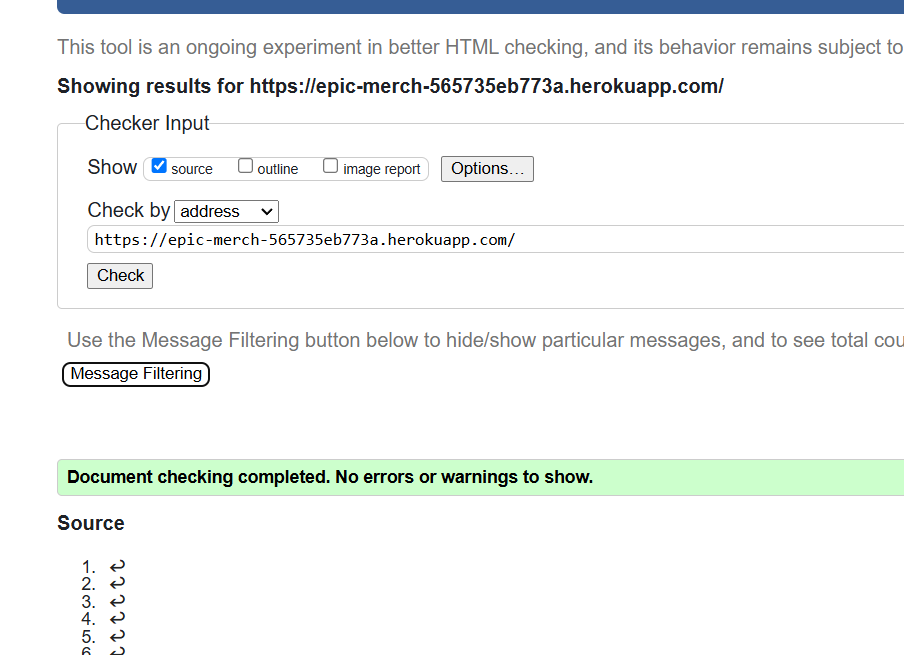 This tool is an ongoing experiment in better HTML checking, and its behavior remains subject to
Showing results for https://epic-merch-565735eb773a.herokuapp.com/
Checker Input
Show source outline image report Options...
Check by address
https://epic-merch-565735eb773a.herokuapp.com/
Check
Use the Message Filtering button below to hide/show particular messages, and to see total cou
Message Filtering
Document checking completed. No errors or warnings to show.
Source
1. ↩
2. ↩
3. ↩
4. ↩
5. ↩
6. ↩